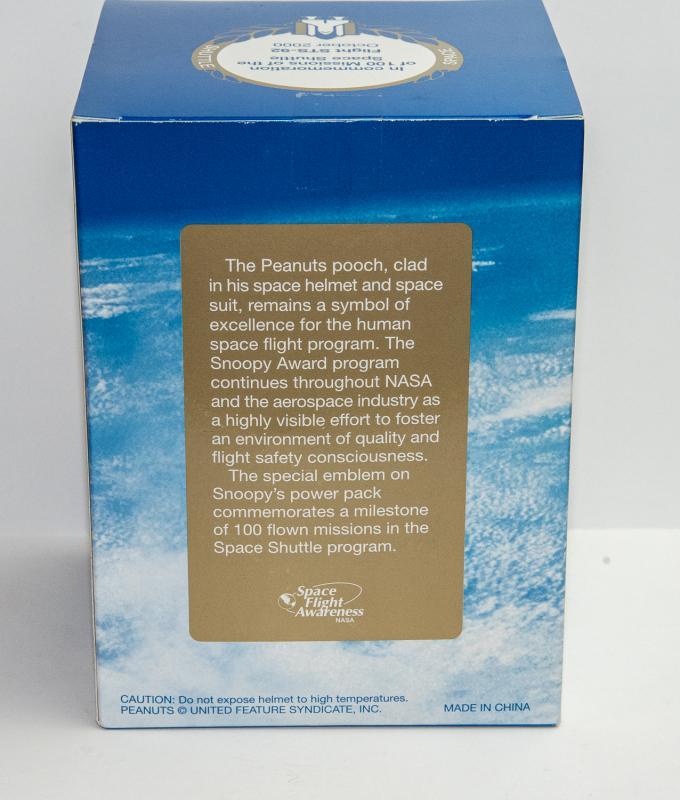 In commemoration
of 100 Missions of the
Space Shuttle
Flight STS-92
October 2000
The Peanuts pooch, clad
in his space helmet and space
suit, remains a symbol of
excellence for the human
space flight program. The
Snoopy Award program
continues throughout NASA
and the aerospace industry as
a highly visible effort to foster
an environment of quality and
flight safety consciousness.
The special emblem on
Snoopy's power pack
commemorates a milestone
of 100 flown missions in the
Space Shuttle program.
Space
Flight
Awareness
NASA
CAUTION: Do not expose helmet to high temperatures.
PEANUTS © UNITED FEATURE SYNDICATE, INC.
MADE IN CHINA